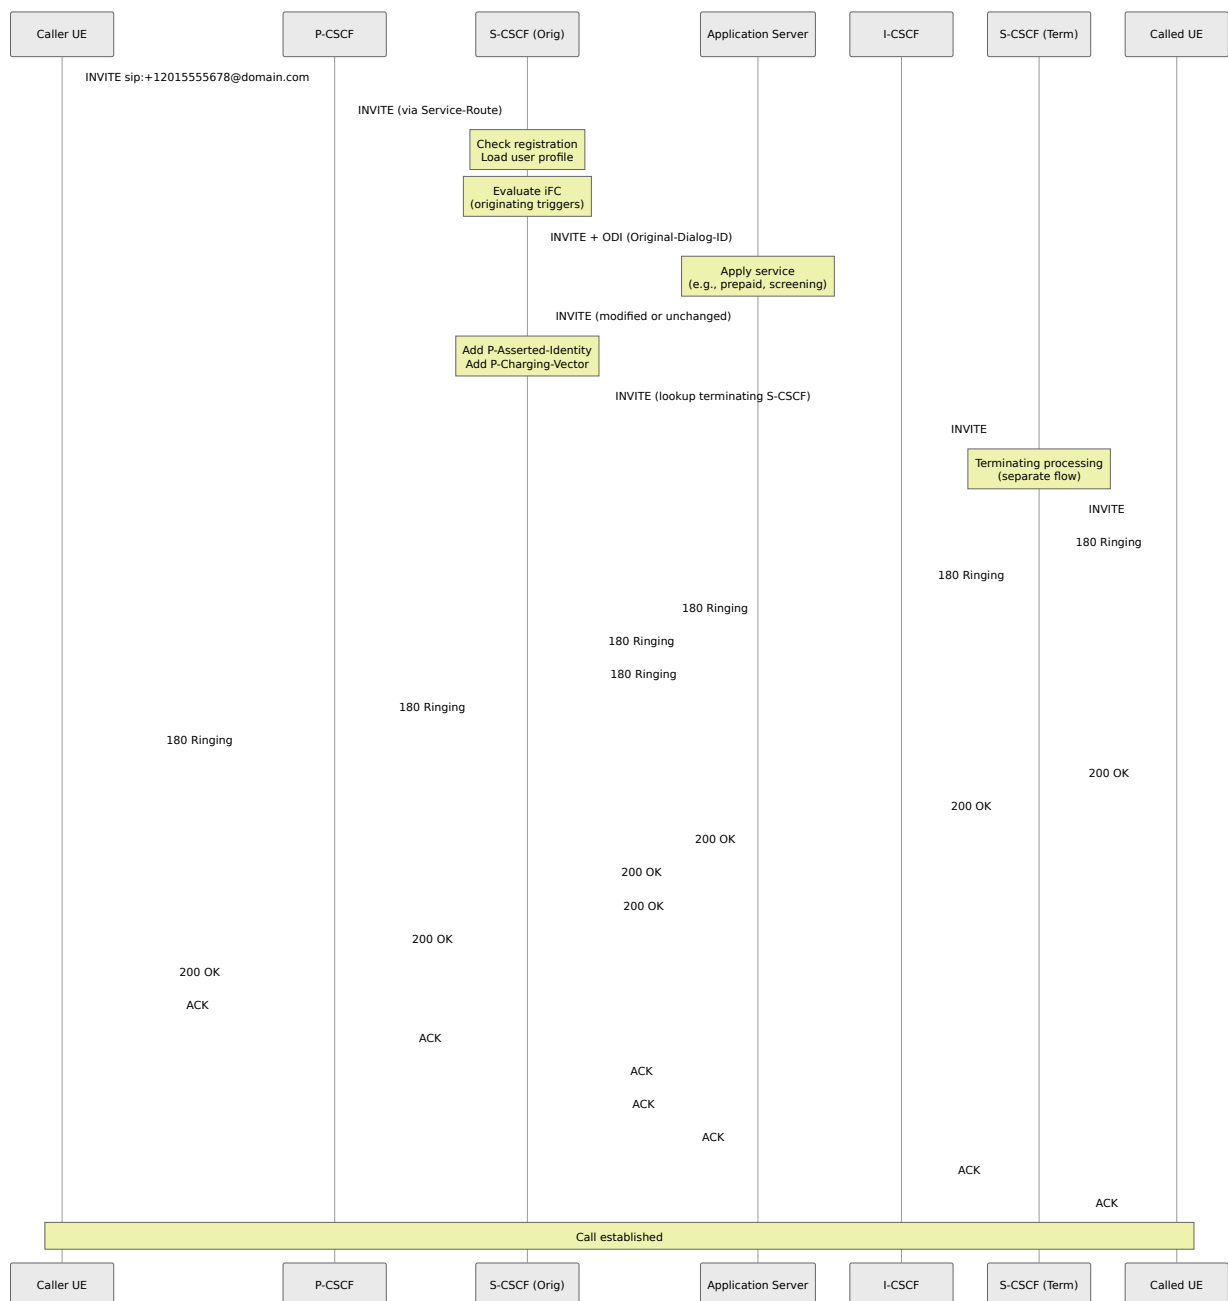 Caller UE
P-CSCF
S-CSCF (Orig)
Application Server
I-CSCF
S-CSCF (Term)
Called UE
INVITE sip:+12015555678@domain.com
INVITE (via Service-Route)
Check registration
Load user profile
Evaluate iFC
(originating triggers)
INVITE + ODI (Original-Dialog-ID)
Apply service
(e.g., prepaid, screening)
INVITE (modified or unchanged)
Add P-Asserted-Identity
Add P-Charging-Vector
INVITE (lookup terminating S-CSCF)
INVITE
Terminating processing
(separate flow)
INVITE
180 Ringing
180 Ringing
180 Ringing
180 Ringing
180 Ringing
180 Ringing
180 Ringing
200 OK
200 OK
200 OK
200 OK
200 OK
200 OK
200 OK
ACK
ACK
ACK
ACK
ACK
ACK
ACK
Call established
Caller UE
P-CSCF
S-CSCF (Orig)
Application Server
I-CSCF
S-CSCF (Term)
Called UE